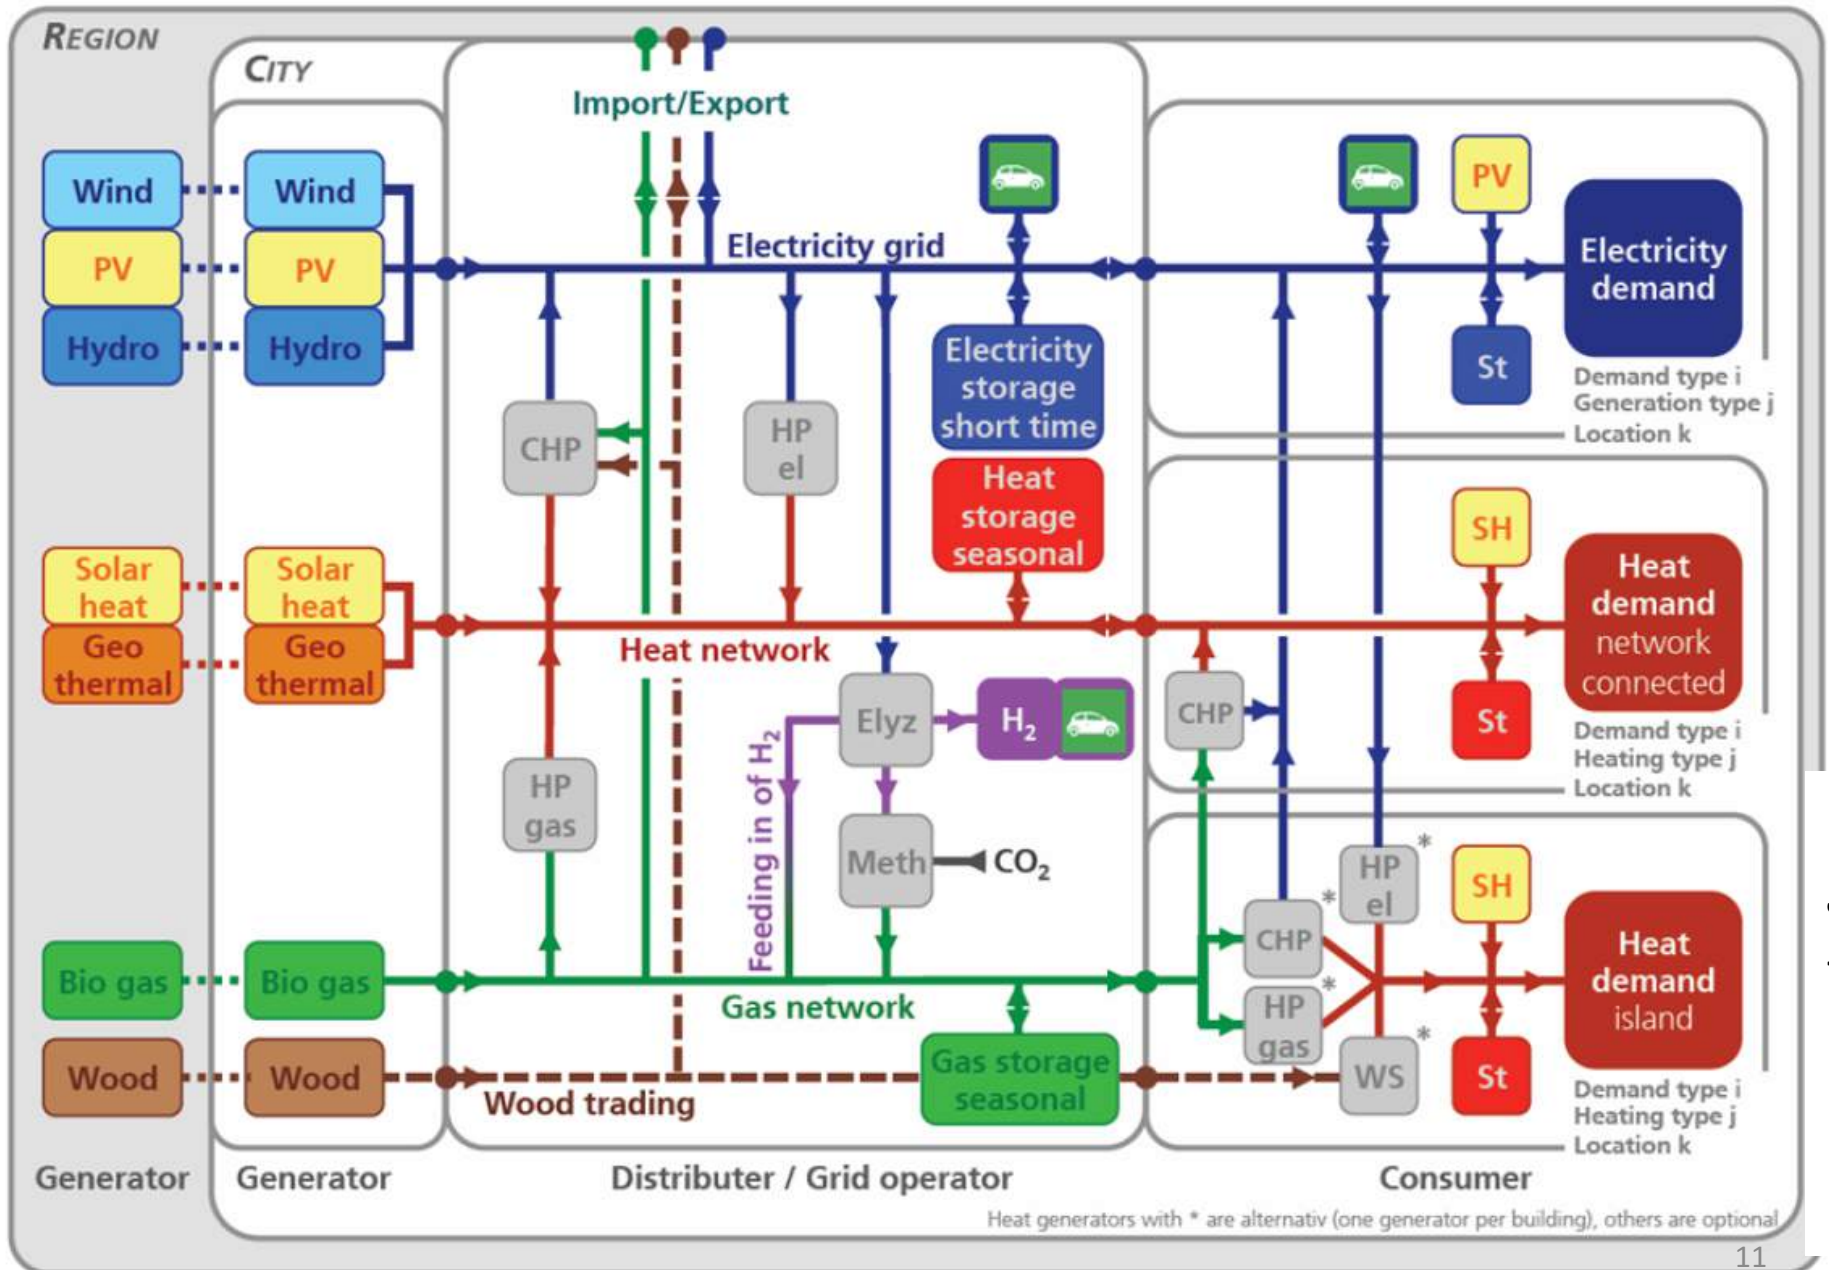 REGION
CITY
Import/Export
Wind
Wind
PV
PV
Hydro
Hydro
Electricity grid
PV
Electricity
demand
St
Demand type i
Generation type j
Location k
Electricity
storage
short time
CHP
HP
el
Heat
storage
seasonal
Solar
heat
Solar
heat
Geo
thermal
Geo
thermal
Heat network
SH
Heat
demand
network
connected
St
Demand type i
Heating type j
Location k
CHP
Elyz
H₂
Feeding in of H₂
HP
gas
Meth
CO₂
HP
el
*
CHP
*
HP
gas
*
WS
*
SH
Heat
demand
island
St
Demand type i
Heating type j
Location k
Bio gas
Bio gas
Gas network
Wood
Wood
Wood trading
Gas storage
seasonal
Generator
Generator
Distributer / Grid operator
Consumer
Heat generators with * are alternativ (one generator per building), others are optional
11